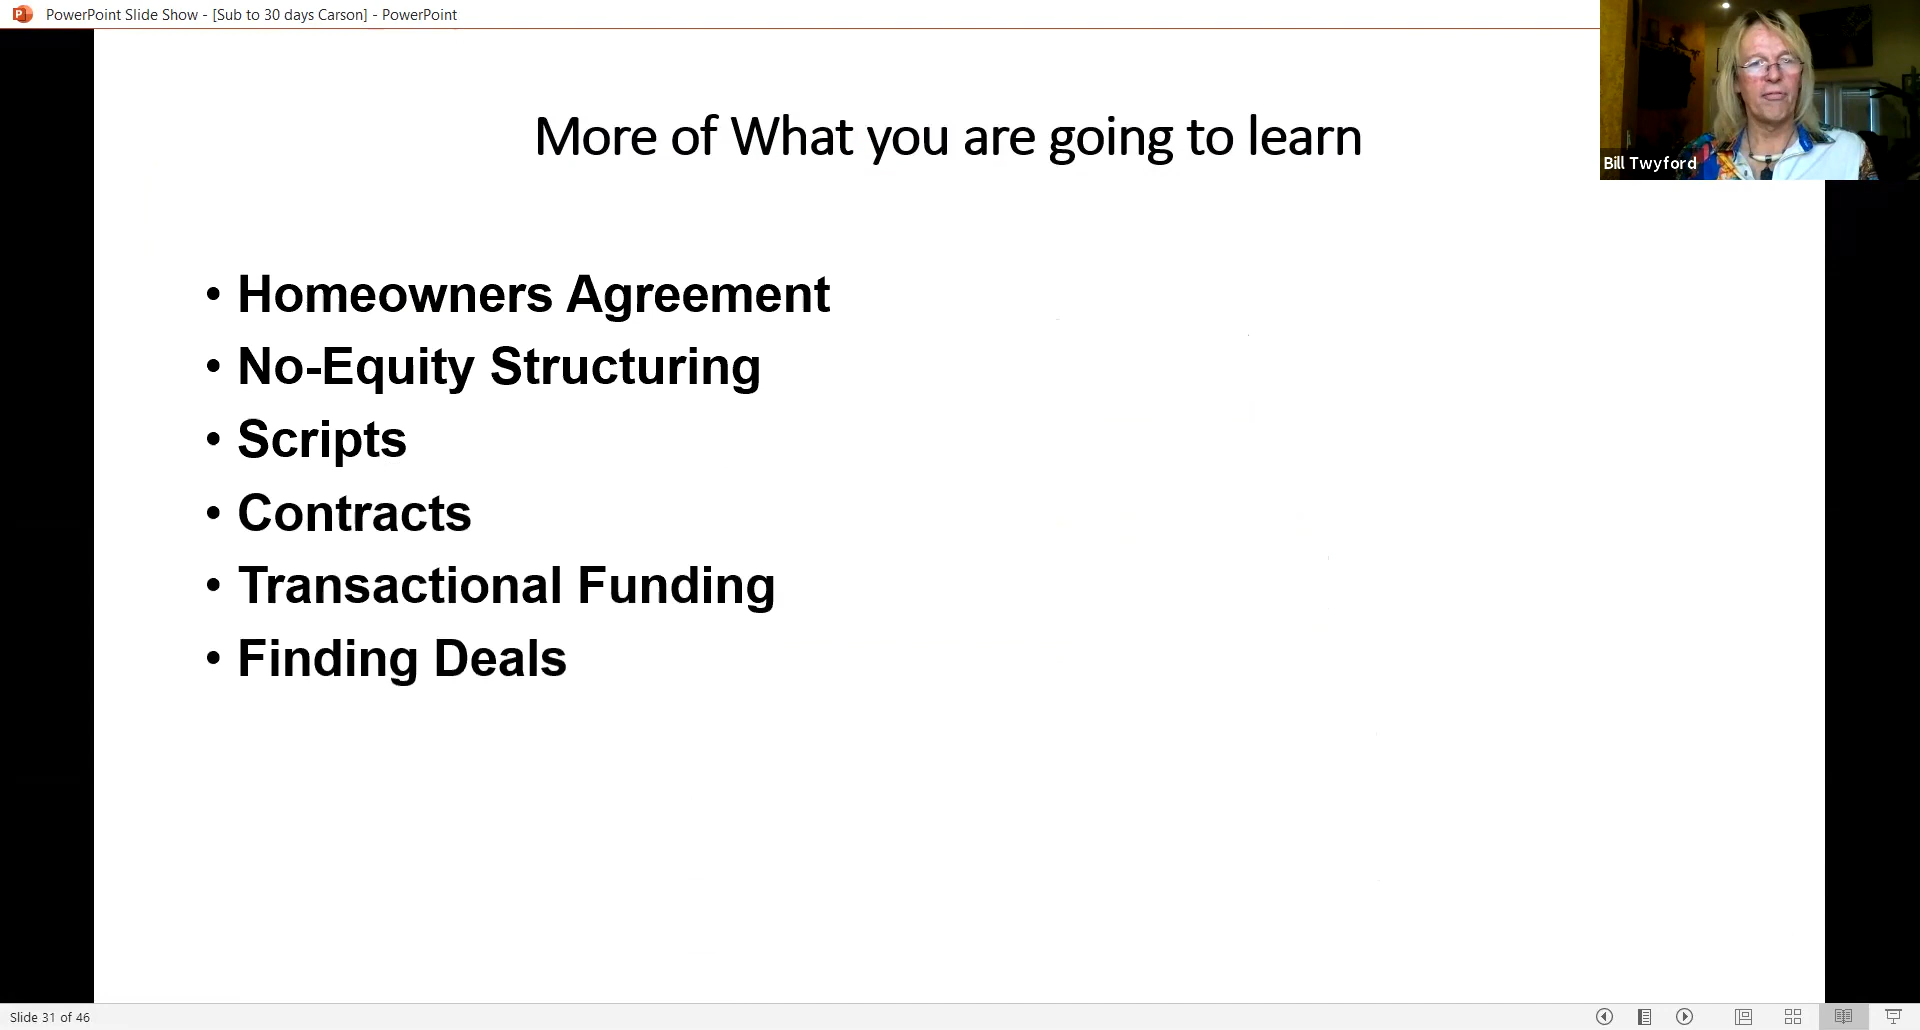 PowerPoint Slide Show - [Sub to 30 days Carson] - PowerPoint
Bill Twyford
More of What you are going to learn
• Homeowners Agreement
• No-Equity Structuring
• Scripts
• Contracts
• Transactional Funding
• Finding Deals
Slide 31 of 46